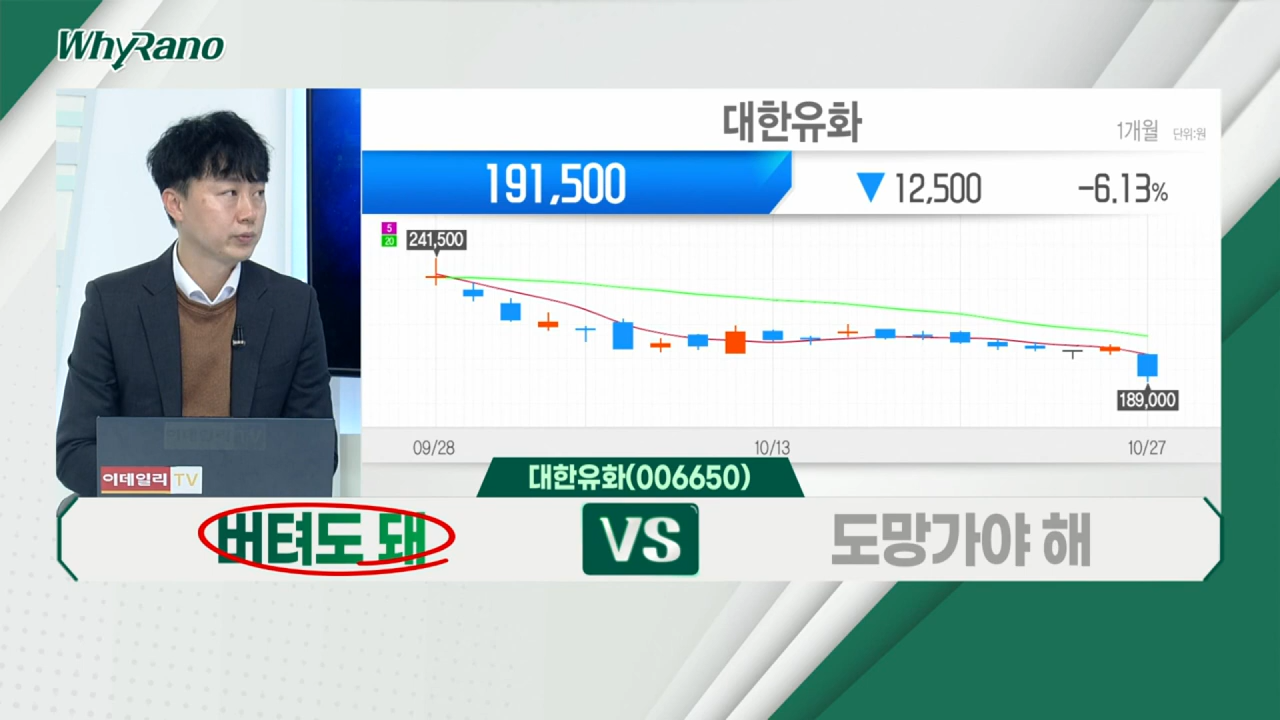 WhyRano
대한유화
1개월 단위:원
191,500 ▼ 12,500 -6.13%
5
20
241,500
189,000
09/28 10/13 10/27
이데일리TV
대한유화(006650)
버텨도 돼 VS 도망가야 해